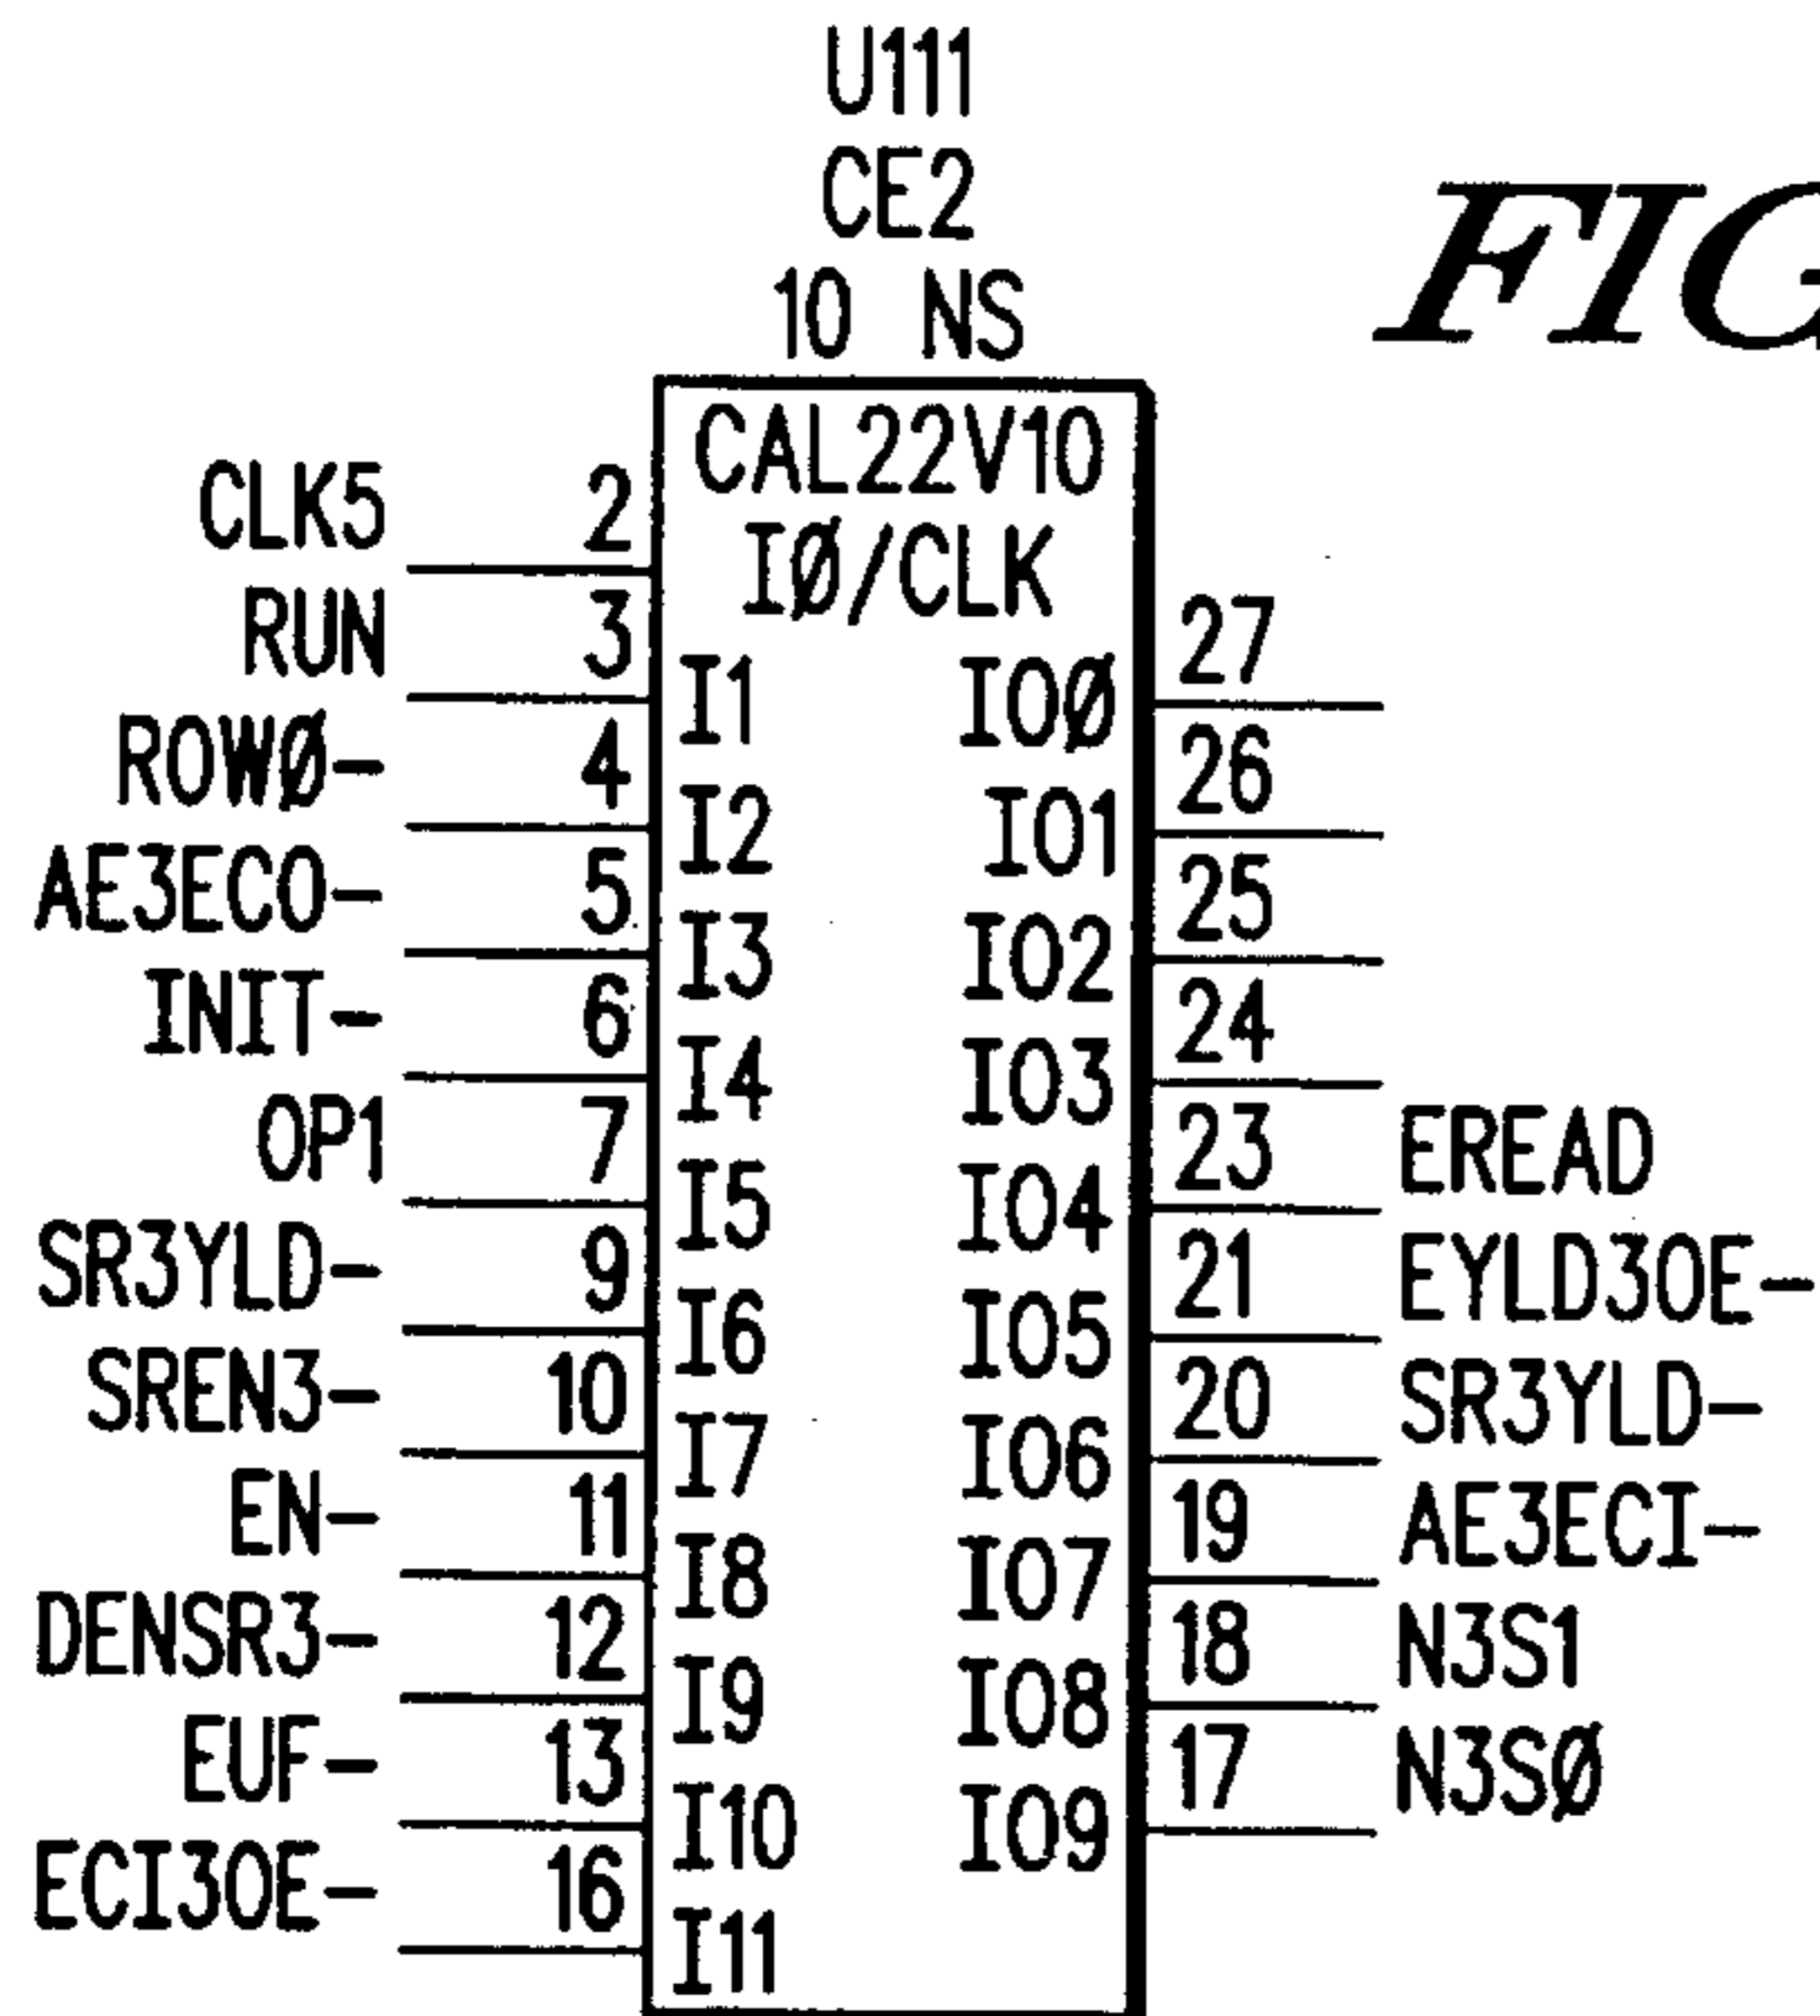 U111
CE2
10 NS
FIG
CAL22V10
CLK5 2 IØ/CLK
RUN 3 I1 IOØ 27
ROWØ- 4 I2 IO1 26
AE3ECO- 5 I3 IO2 25
INIT- 6 I4 IO3 24
OP1 7 I5 IO4 23 EREAD
SR3YLD- 9 I6 IO5 21 EYLD3OE-
SREN3- 10 I7 IO6 20 SR3YLD-
EN- 11 I8 IO7 19 AE3ECI-
DENSR3- 12 I9 IO8 18 N3S1
EUF- 13 I10 IO9 17 N3SØ
ECI3OE- 16 I11